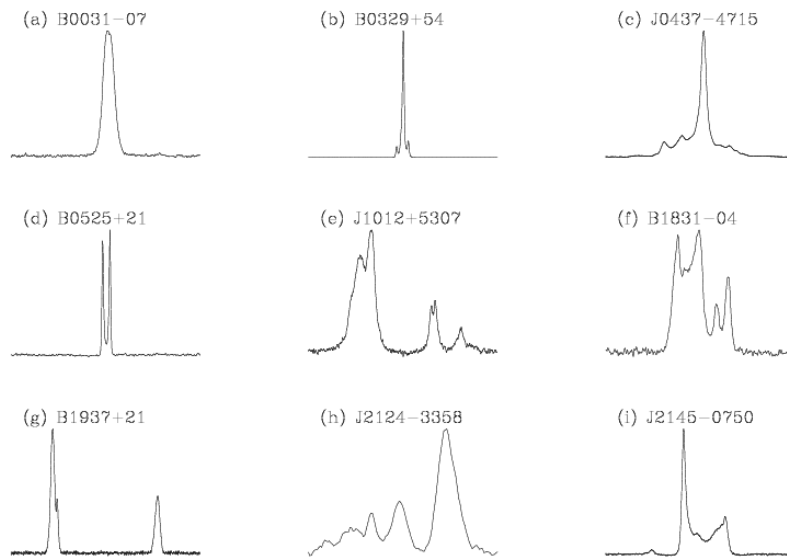 (a) B0031−07
(b) B0329+54
(c) J0437−4715
(d) B0525+21
(e) J1012+5307
(f) B1831−04
(g) B1937+21
(h) J2124−3358
(i) J2145−0750